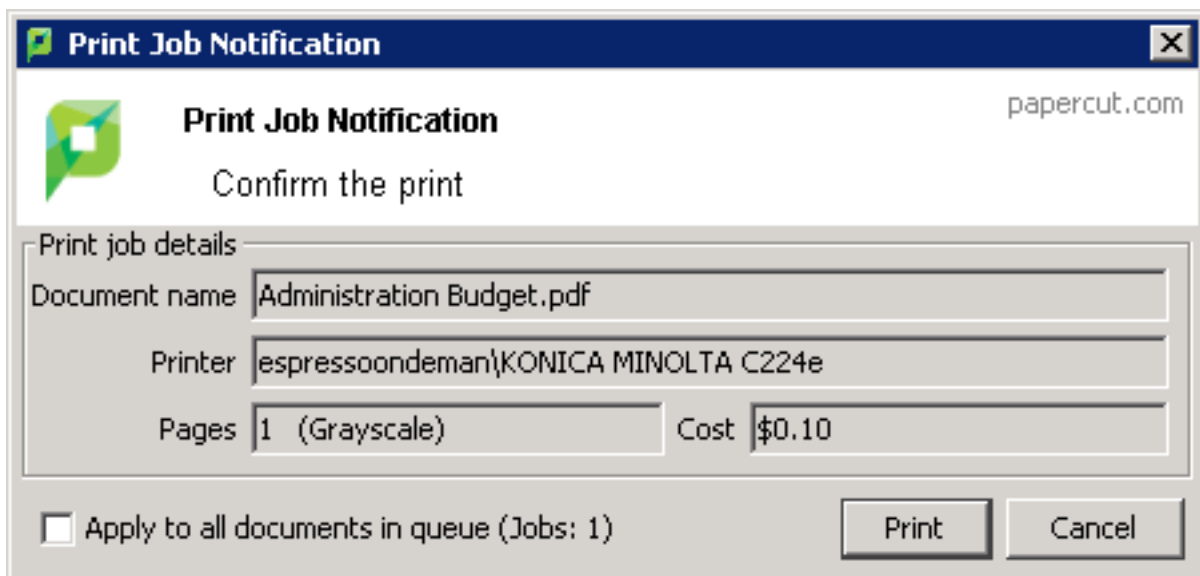 Print Job Notification
papercut.com
Print Job Notification
Confirm the print
Print job details
Document name Administration Budget.pdf
Printer espressoondeman\KONICA MINOLTA C224e
Pages 1 (Grayscale) Cost $0.10
Apply to all documents in queue (Jobs: 1) Print Cancel